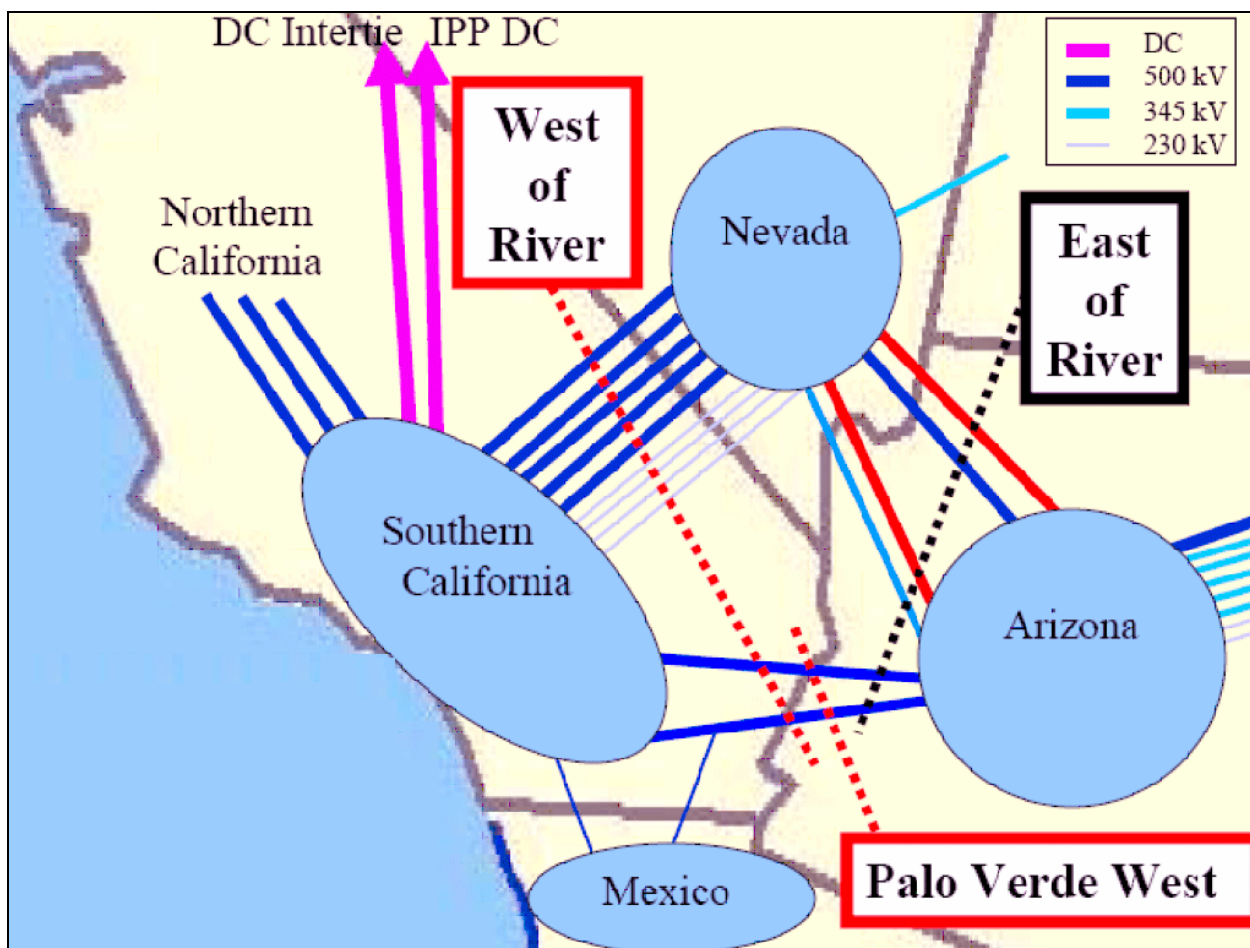 DC Intertie IPP DC
DC
500 kV
345 kV
230 kV
West
of
River
Northern
California
Nevada
East
of
River
Southern
California
Arizona
Palo Verde West
Mexico